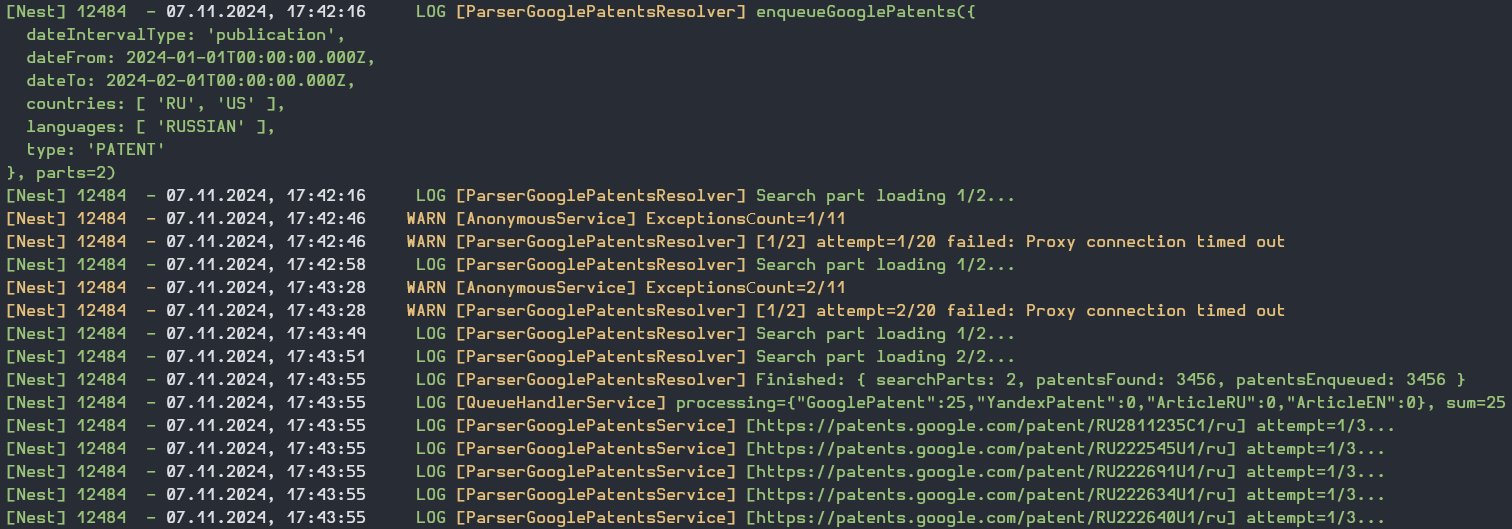 [Nest] 12484  - 07.11.2024, 17:42:16     LOG [ParserGooglePatentsResolver] enqueueGooglePatents({
  dateIntervalType: 'publication',
  dateFrom: 2024-01-01T00:00:00.000Z,
  dateTo: 2024-02-01T00:00:00.000Z,
  countries: [ 'RU', 'US' ],
  languages: [ 'RUSSIAN' ],
  type: 'PATENT'
}, parts=2)
[Nest] 12484  - 07.11.2024, 17:42:16     LOG [ParserGooglePatentsResolver] Search part loading 1/2...
[Nest] 12484  - 07.11.2024, 17:42:46    WARN [AnonymousService] ExceptionsCount=1/11
[Nest] 12484  - 07.11.2024, 17:42:46    WARN [ParserGooglePatentsResolver] [1/2] attempt=1/20 failed: Proxy connection timed out
[Nest] 12484  - 07.11.2024, 17:42:58     LOG [ParserGooglePatentsResolver] Search part loading 1/2...
[Nest] 12484  - 07.11.2024, 17:43:28    WARN [AnonymousService] ExceptionsCount=2/11
[Nest] 12484  - 07.11.2024, 17:43:28    WARN [ParserGooglePatentsResolver] [1/2] attempt=2/20 failed: Proxy connection timed out
[Nest] 12484  - 07.11.2024, 17:43:49     LOG [ParserGooglePatentsResolver] Search part loading 1/2...
[Nest] 12484  - 07.11.2024, 17:43:51     LOG [ParserGooglePatentsResolver] Search part loading 2/2...
[Nest] 12484  - 07.11.2024, 17:43:55     LOG [ParserGooglePatentsResolver] Finished: { searchParts: 2, patentsFound: 3456, patentsEnqueued: 3456 }
[Nest] 12484  - 07.11.2024, 17:43:55     LOG [QueueHandlerService] processing={"GooglePatent":25,"YandexPatent":0,"ArticleRU":0,"ArticleEN":0}, sum=25
[Nest] 12484  - 07.11.2024, 17:43:55     LOG [ParserGooglePatentsService] [https://patents.google.com/patent/RU2811235C1/ru] attempt=1/3...
[Nest] 12484  - 07.11.2024, 17:43:55     LOG [ParserGooglePatentsService] [https://patents.google.com/patent/RU222545U1/ru] attempt=1/3...
[Nest] 12484  - 07.11.2024, 17:43:55     LOG [ParserGooglePatentsService] [https://patents.google.com/patent/RU222691U1/ru] attempt=1/3...
[Nest] 12484  - 07.11.2024, 17:43:55     LOG [ParserGooglePatentsService] [https://patents.google.com/patent/RU222634U1/ru] attempt=1/3...
[Nest] 12484  - 07.11.2024, 17:43:55     LOG [ParserGooglePatentsService] [https://patents.google.com/patent/RU222640U1/ru] attempt=1/3...